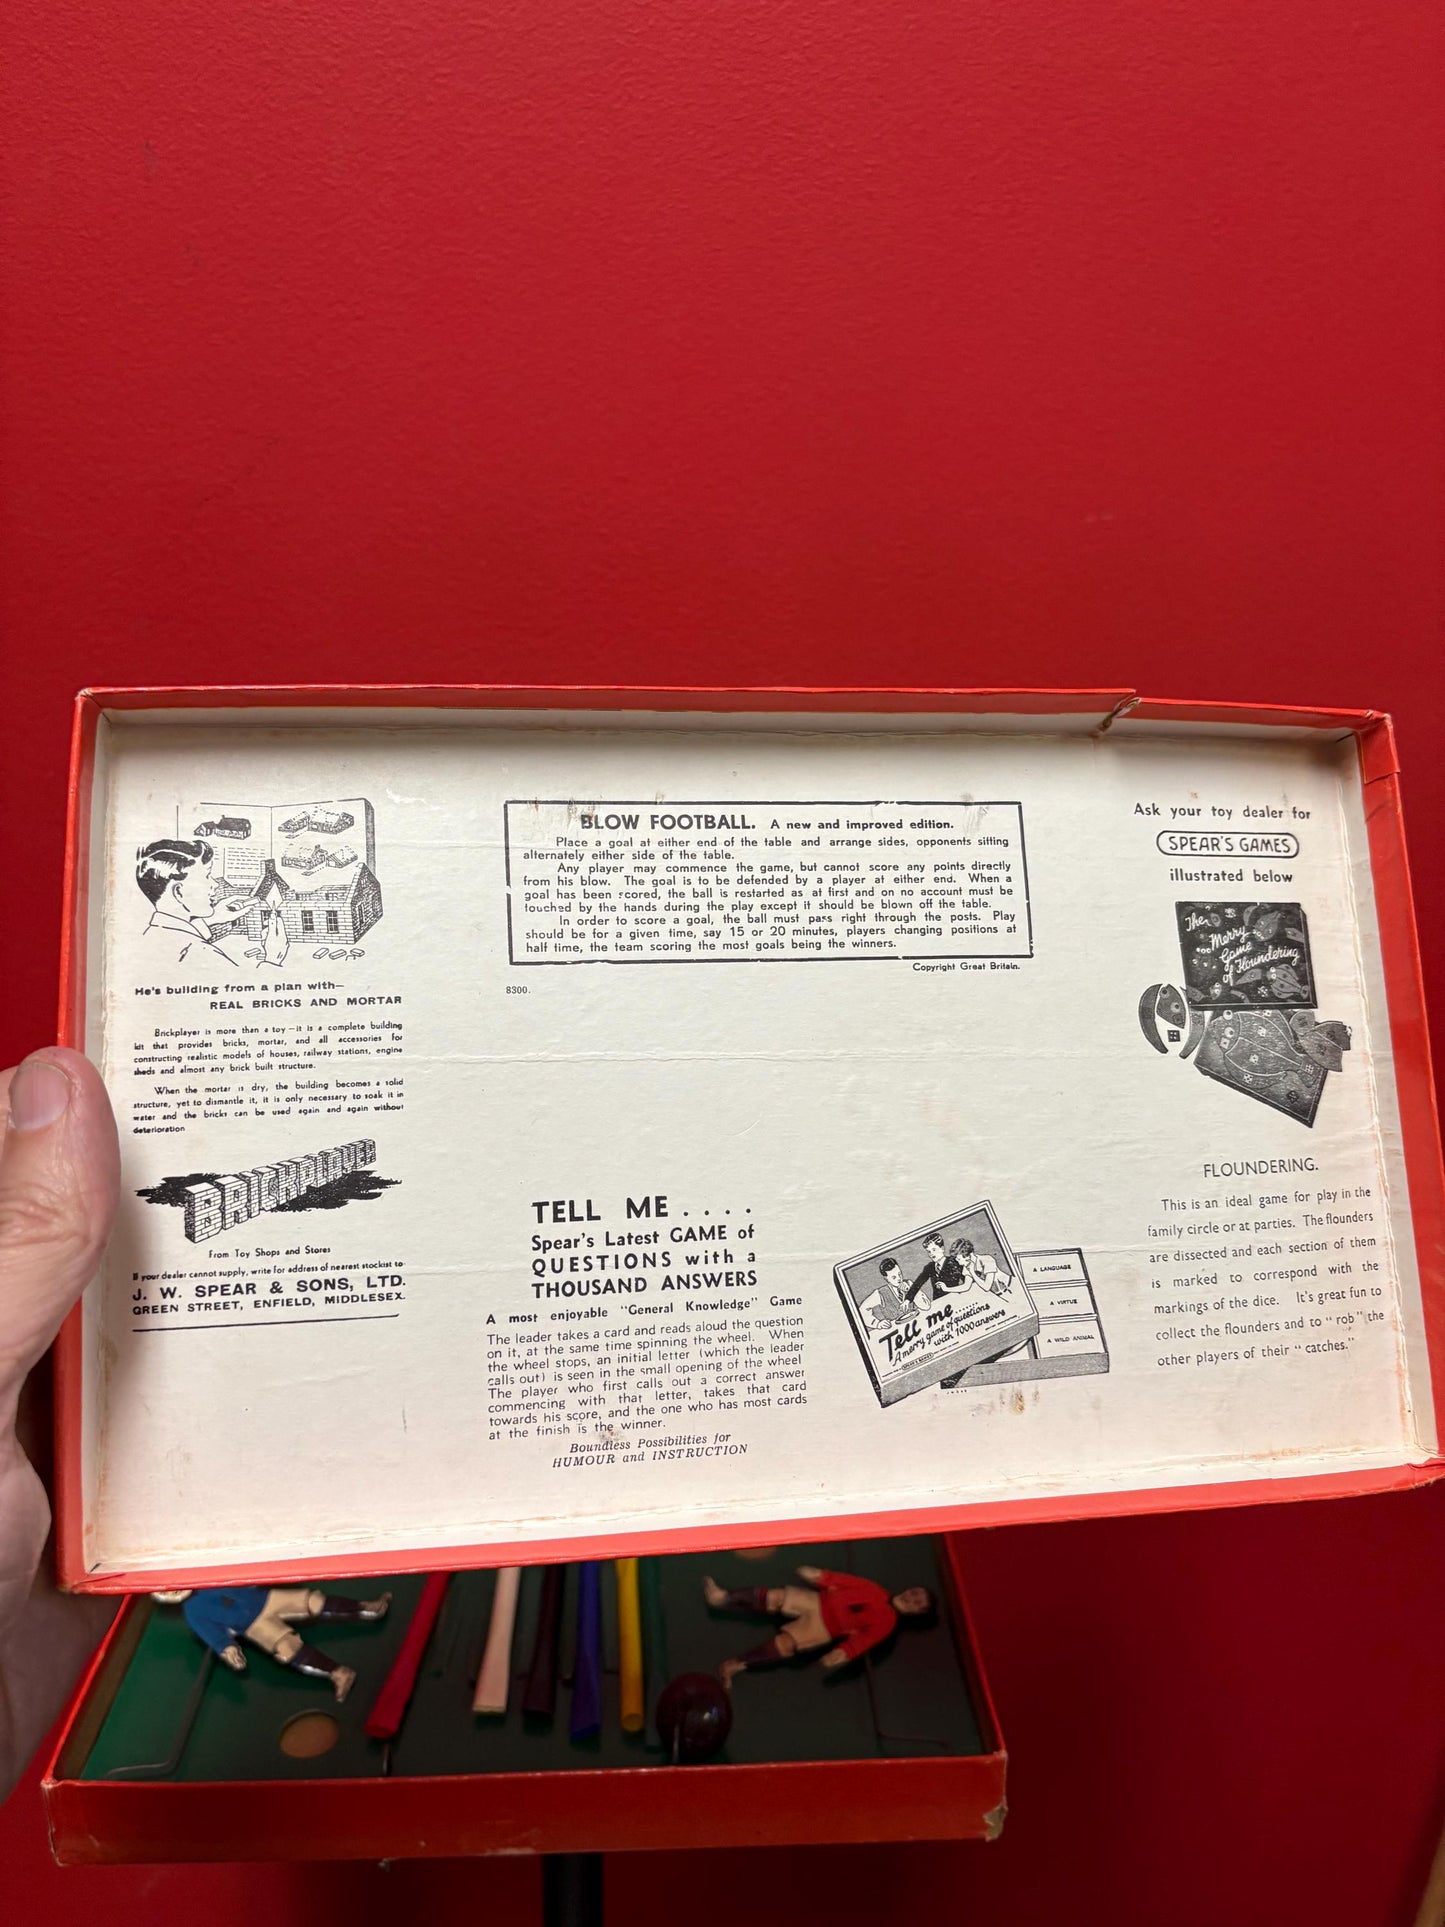 He's building from a plan with—
REAL BRICKS AND MORTAR
Brickplayer is more than a toy—it is a complete building
kit that provides bricks, mortar, and all accessories for
constructing realistic models of houses, railway stations, engine
sheds and almost any brick built structure.
When the mortar is dry, the building becomes a solid
structure, yet to dismantle it, it is only necessary to soak it in
water and the bricks can be used again and again without
deterioration
BRICKPLAYER
From Toy Shops and Stores
If your dealer cannot supply, write for address of nearest stockist to
J. W. SPEAR & SONS, LTD.
GREEN STREET, ENFIELD, MIDDLESEX.
BLOW FOOTBALL. A new and improved edition.
Place a goal at either end of the table and arrange sides, opponents sitting
alternately either side of the table.
Any player may commence the game, but cannot score any points directly
from his blow. The goal is to be defended by a player at either end. When a
goal has been scored, the ball is restarted as at first and on no account must be
touched by the hands during the play except it should be blown off the table.
In order to score a goal, the ball must pass right through the posts. Play
should be for a given time, say 15 or 20 minutes, players changing positions at
half time, the team scoring the most goals being the winners.
Copyright Great Britain.
8300.
TELL ME . . . .
Spear's Latest GAME of
QUESTIONS with a
THOUSAND ANSWERS
A most enjoyable "General Knowledge" Game
The leader takes a card and reads aloud the question
on it, at the same time spinning the wheel. When
the wheel stops, an initial letter (which the leader
calls out) is seen in the small opening of the wheel
The player who first calls out a correct answer
commencing with that letter, takes that card
towards his score, and the one who has most cards
at the finish is the winner.
Boundless Possibilities for
HUMOUR and INSTRUCTION
Tell me......
A merry game of questions
with 1000 answers
A LANGUAGE
A VIRTUE
A WILD ANIMAL
Ask your toy dealer for
SPEAR'S GAMES
illustrated below
The
Merry
Game
of Floundering
FLOUNDERING.
This is an ideal game for play in the
family circle or at parties. The flounders
are dissected and each section of them
is marked to correspond with the
markings of the dice. It's great fun to
collect the flounders and to "rob" the
other players of their "catches."